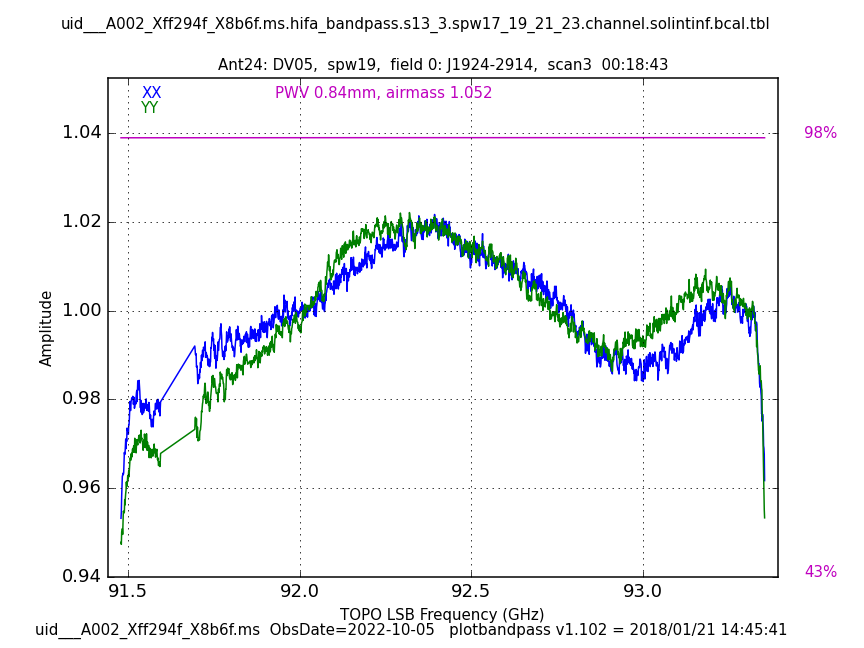 uid___A002_Xff294f_X8b6f.ms.hifa_bandpass.s13_3.spw17_19_21_23.channel.solintinf.bcal.tbl
Ant24: DV05,  spw19,  field 0: J1924-2914,  scan3  00:18:43
XX
YY
PWV 0.84mm, airmass 1.052
98%
43%
1.04
1.02
1.00
0.98
0.96
0.94
Amplitude
91.5 92.0 92.5 93.0
TOPO LSB Frequency (GHz)
uid___A002_Xff294f_X8b6f.ms  ObsDate=2022-10-05   plotbandpass v1.102 = 2018/01/21 14:45:41